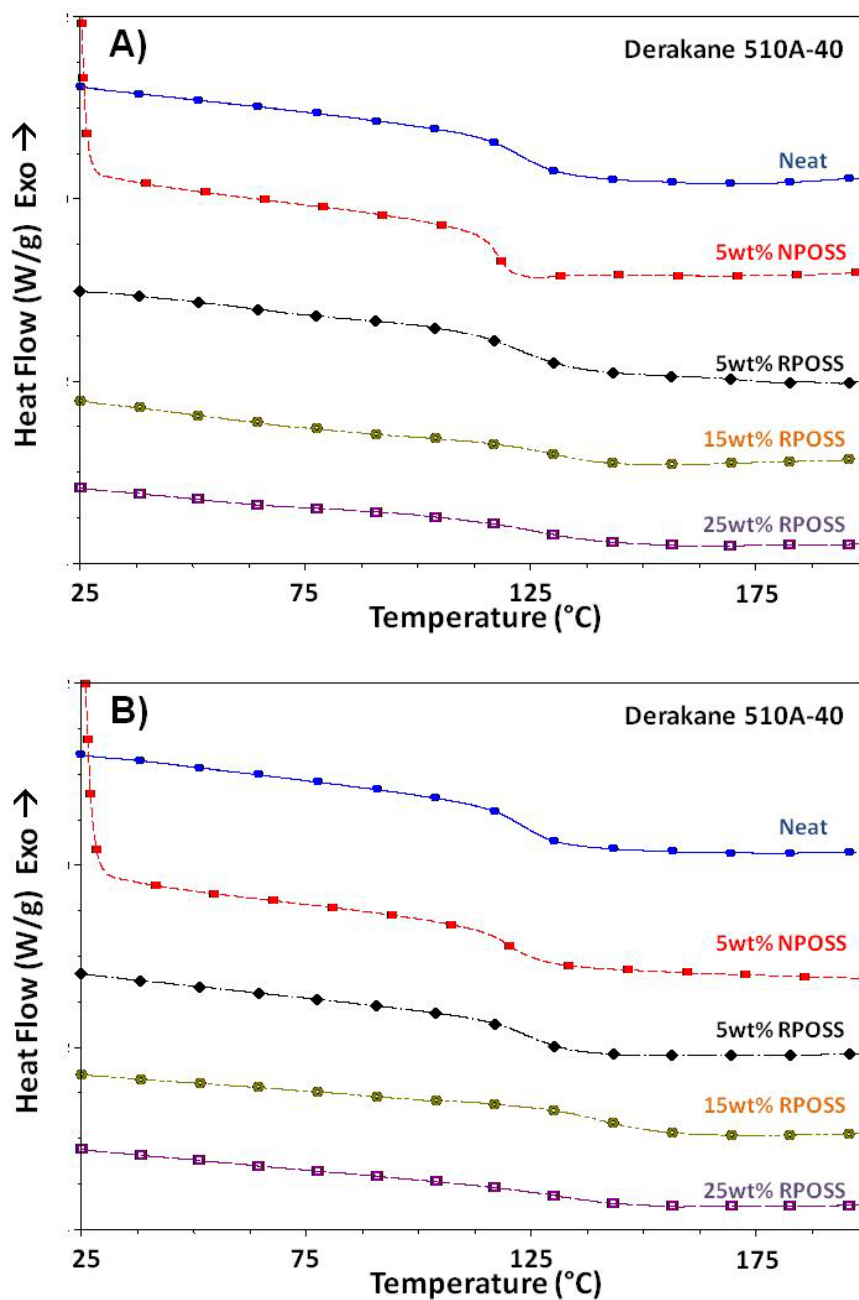 A)
Derakane 510A-40
Heat Flow (W/g) Exo →
Neat
5wt% NPOSS
5wt% RPOSS
15wt% RPOSS
25wt% RPOSS
25 75 125 175
Temperature (°C)
B)
Derakane 510A-40
Heat Flow (W/g) Exo →
Neat
5wt% NPOSS
5wt% RPOSS
15wt% RPOSS
25wt% RPOSS
25 75 125 175
Temperature (°C)